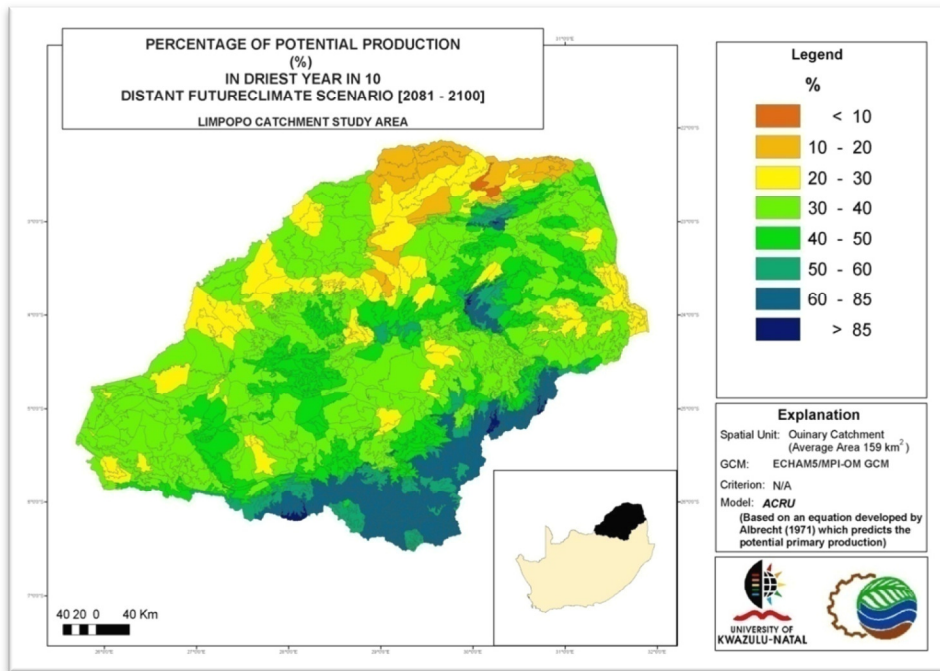 PERCENTAGE OF POTENTIAL PRODUCTION
(%)
IN DRIEST YEAR IN 10
DISTANT FUTURECLIMATE SCENARIO [2081 - 2100]
LIMPOPO CATCHMENT STUDY AREA
Legend
%
< 10
10 - 20
20 - 30
30 - 40
40 - 50
50 - 60
60 - 85
> 85
Explanation
Spatial Unit: Quinary Catchment
(Average Area 159 km²)
GCM: ECHAM5/MPI-OM GCM
Criterion: N/A
Model: ACRU
(Based on an equation developed by
Albrecht (1971) which predicts the
potential primary production)
40 20 0 40 Km
UNIVERSITY OF
KWAZULU-NATAL